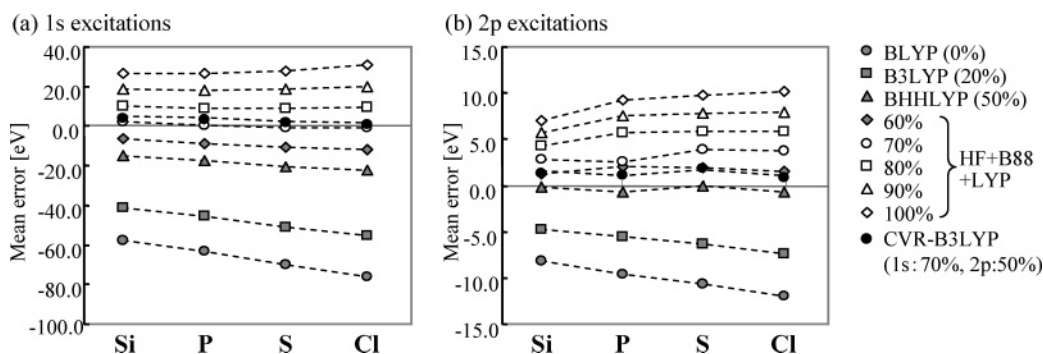 (a) 1s excitations
Mean error [eV]
40.0
20.0
0.0
-20.0
-40.0
-60.0
-80.0
-100.0
Si P S Cl
(b) 2p excitations
Mean error [eV]
15.0
10.0
5.0
0.0
-5.0
-10.0
-15.0
Si P S Cl
BLYP (0%)
B3LYP (20%)
BHHLYP (50%)
60%
70%
80%
90%
100%
HF+B88
+LYP
CVR-B3LYP
(1s:70%, 2p:50%)